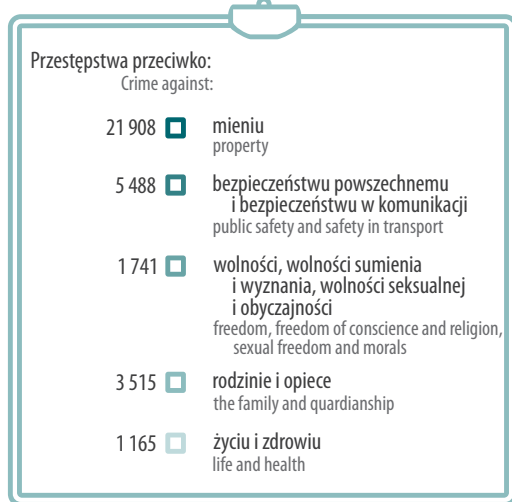 Przestępstwa przeciwko:
Crime against:
21 908 mieniu
property
5 488 bezpieczeństwu powszechnemu
i bezpieczeństwu w komunikacji
public safety and safety in transport
1 741 wolności, wolności sumienia
i wyznania, wolności seksualnej
i obyczajności
freedom, freedom of conscience and religion,
sexual freedom and morals
3 515 rodzinie i opiece
the family and quardianship
1 165 życiu i zdrowiu
life and health